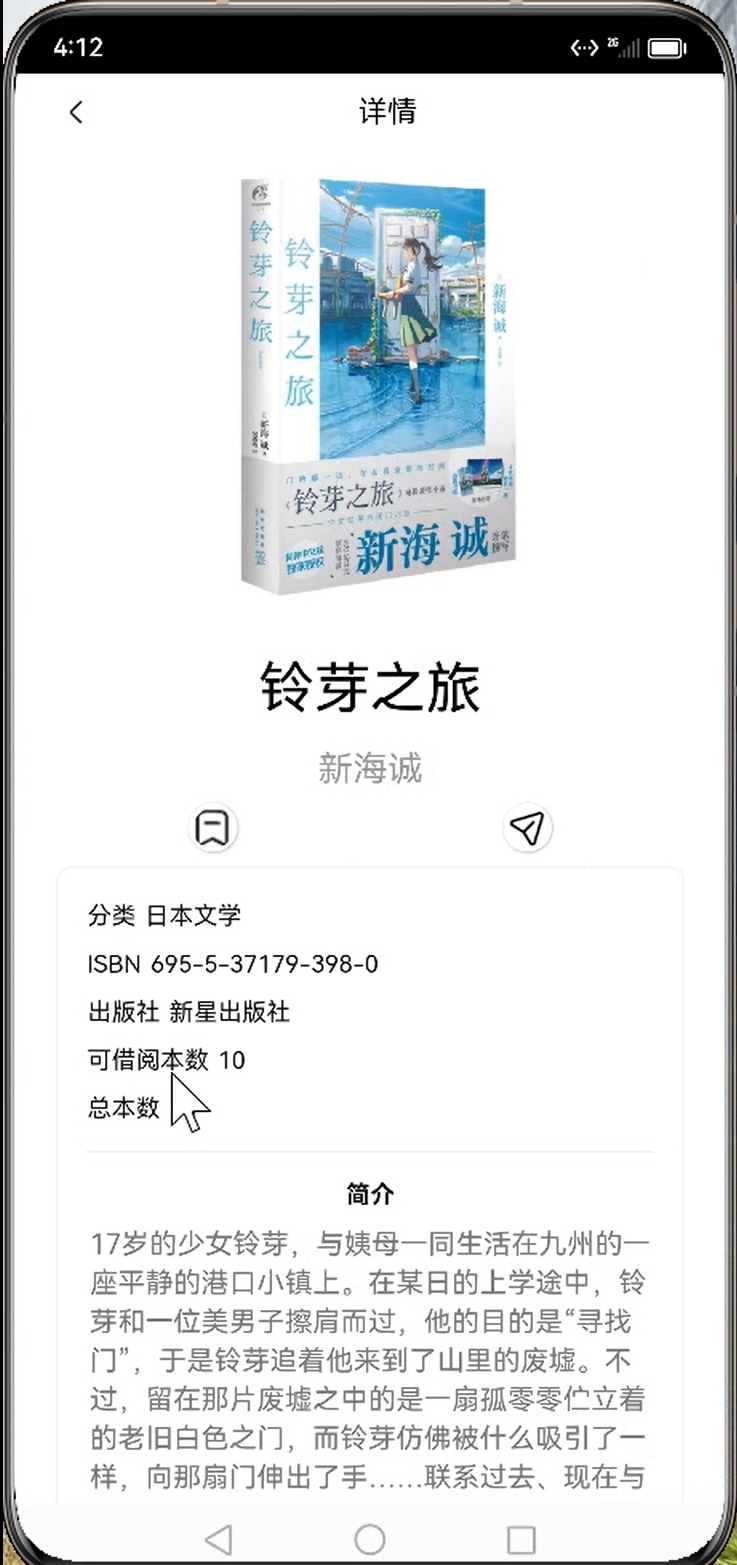 4:12
2G
详情
铃芽之旅
铃芽之旅
新海诚
新海诚
《铃芽之旅》
新海 诚
铃芽之旅
新海诚
分类 日本文学
ISBN 695-5-37179-398-0
出版社 新星出版社
可借阅本数 10
总本数
简介
17岁的少女铃芽，与姨母一同生活在九州的一
座平静的港口小镇上。在某日的上学途中，铃
芽和一位美男子擦肩而过，他的目的是“寻找
门”，于是铃芽追着他来到了山里的废墟。不
过，留在那片废墟之中的是一扇孤零零伫立着
的老旧白色之门，而铃芽仿佛被什么吸引了一
样，向那扇门伸出了手……联系过去、现在与